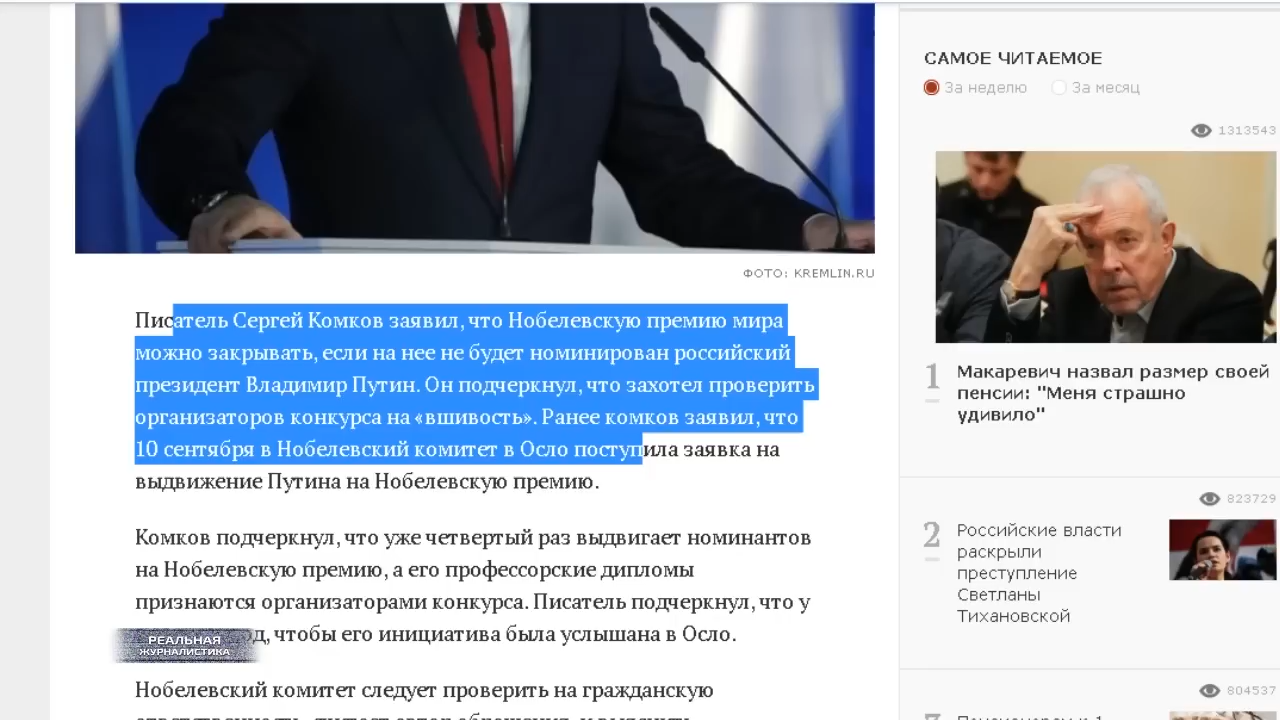 ФОТО: KREMLIN.RU
Писатель Сергей Комков заявил, что Нобелевскую премию мира
можно закрывать, если на нее не будет номинирован российский
президент Владимир Путин. Он подчеркнул, что захотел проверить
организаторов конкурса на «вшивость». Ранее комков заявил, что
10 сентября в Нобелевский комитет в Осло поступила заявка на
выдвижение Путина на Нобелевскую премию.
Комков подчеркнул, что уже четвертый раз выдвигает номинантов
на Нобелевскую премию, а его профессорские дипломы
признаются организаторами конкурса. Писатель подчеркнул, что у
чтобы его инициатива была услышана в Осло.
РЕАЛЬНАЯ
ЖУРНАЛИСТИКА
Нобелевский комитет следует проверить на гражданскую
САМОЕ ЧИТАЕМОЕ
За неделю За месяц
1313543
1 Макаревич назвал размер своей
пенсии: "Меня страшно
удивило"
823729
2 Российские власти
раскрыли
преступление
Светланы
Тихановской
804537